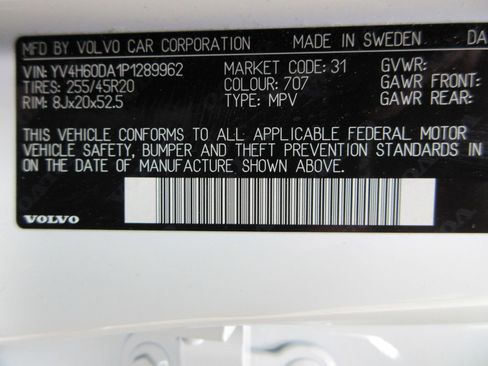 MFD BY VOLVO CAR CORPORATION MADE IN SWEDEN DA
VIN: YV4H60DA1P1289962 MARKET CODE: 31 GVWR:
TIRES: 255/45R20 COLOUR: 707 GAWR FRONT:
RIM: 8Jx20x52.5 TYPE: MPV GAWR REAR:
THIS VEHICLE CONFORMS TO ALL APPLICABLE FEDERAL MOTOR
VEHICLE SAFETY, BUMPER AND THEFT PREVENTION STANDARDS IN
ON THE DATE OF MANUFACTURE SHOWN ABOVE.
VOLVO